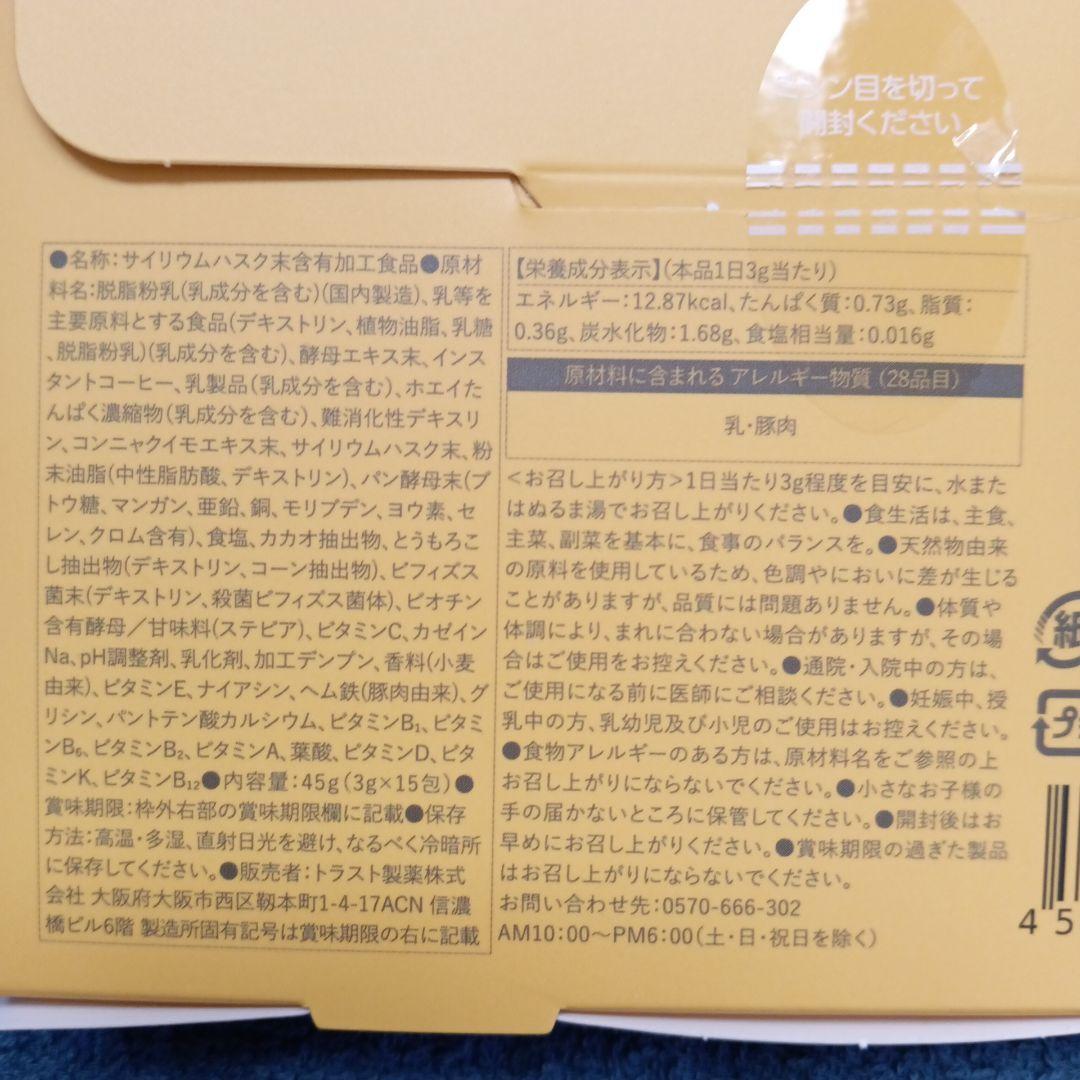 ミシン目を切って
開封ください
●名称:サイリウムハスク末含有加工食品●原材
料名:脱脂粉乳(乳成分を含む)(国内製造)、乳等を
主要原料とする食品(デキストリン、植物油脂、乳糖
、脱脂粉乳)(乳成分を含む)、酵母エキス末、インス
タントコーヒー、乳製品(乳成分を含む)、ホエイた
んぱく濃縮物(乳成分を含む)、難消化性デキスリ
ン、コンニャクイモエキス末、サイリウムハスク末、粉
末油脂(中性脂肪酸、デキストリン)、パン酵母末(ブ
トウ糖、マンガン、亜鉛、銅、モリブデン、ヨウ素、セ
レン、クロム含有)、食塩、カカオ抽出物、とうもろこ
し抽出物(デキストリン、コーン抽出物)、ビフィズス
菌末(デキストリン、殺菌ビフィズス菌体)、ビオチン
含有酵母/甘味料(ステビア)、ビタミンC、カゼイン
Na、pH調整剤、乳化剤、加工デンプン、香料(小麦
由来)、ビタミンE、ナイアシン、ヘム鉄(豚肉由来)、グ
リシン、パントテン酸カルシウム、ビタミンB₁、ビタミ
ンB₆、ビタミンB₂、ビタミンA、葉酸、ビタミンD、ビタ
ミンK、ビタミンB₁₂●内容量:45g(3g×15包)●
賞味期限:枠外右部の賞味期限欄に記載●保存
方法:高温・多湿、直射日光を避け、なるべく冷暗所
に保存してください。●販売者:トラスト製薬株式
会社 大阪府大阪市西区靱本町1-4-17ACN 信濃
橋ビル6階 製造所固有記号は賞味期限の右に記載
【栄養成分表示】(本品1日3g当たり)
エネルギー:12.87kcal、たんぱく質:0.73g、脂質:
0.36g、炭水化物:1.68g、食塩相当量:0.016g
原材料に含まれる アレルギー物質 (28品目)
乳・豚肉
<お召し上がり方>1日当たり3g程度を目安に、水また
はぬるま湯でお召し上がりください。●食生活は、主食、
主菜、副菜を基本に、食事のバランスを。●天然物由来
の原料を使用しているため、色調やにおいに差が生じる
ことがありますが、品質には問題ありません。●体質や
体調により、まれに合わない場合がありますが、その場
合はご使用をお控えください。●通院・入院中の方は、
ご使用になる前に医師にご相談ください。●妊娠中、授
乳中の方、乳幼児及び小児のご使用はお控えください。
●食物アレルギーのある方は、原材料名をご参照の上
お召し上がりにならないでください。●小さなお子様の
手の届かないところに保管してください。●開封後はお
早めにお召し上がりください。●賞味期限の過ぎた製品
はお召し上がりにならないでください。
お問い合わせ先:0570-666-302
AM10:00~PM6:00(土・日・祝日を除く)
紙
プラ
4 5